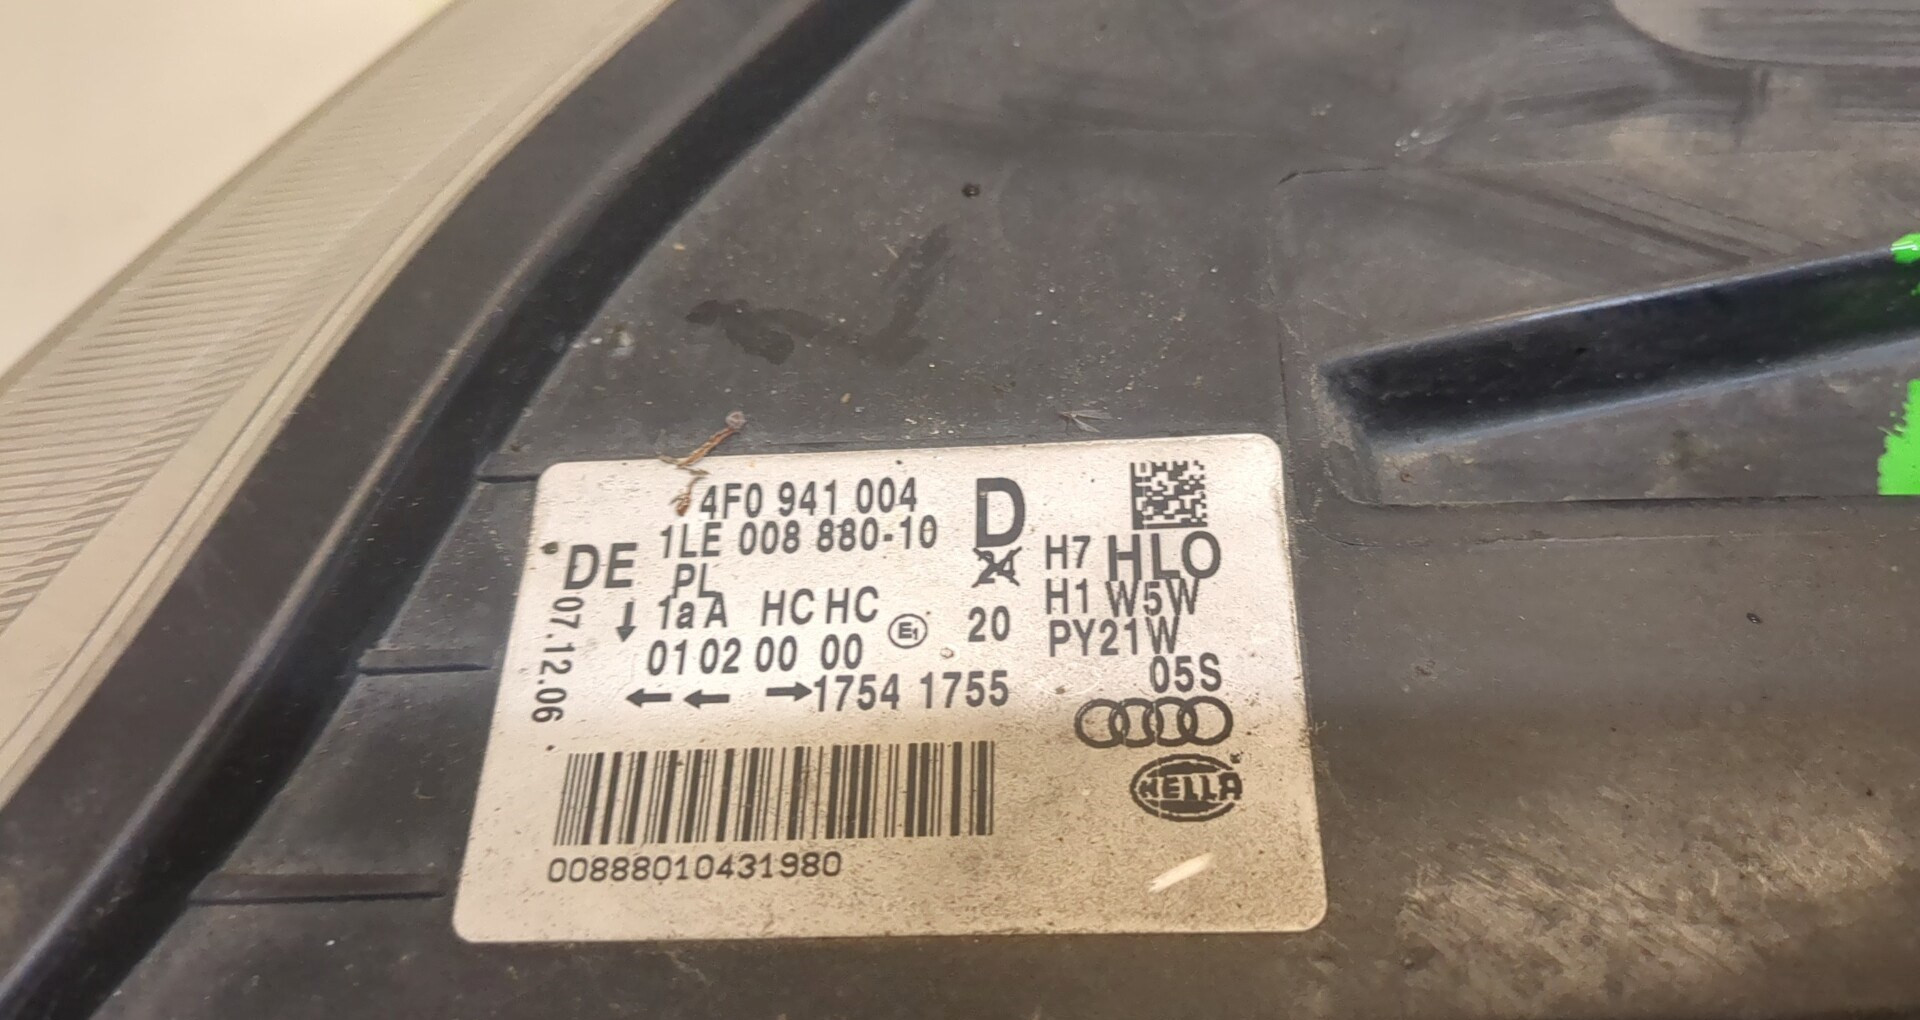 4F0 941 004 D
1LE 008 880-10
DE PL 24 H7 HLO
1a A HC HC E1 20 H1 W5W
01 02 00 00 PY21W
1754 1755 05S
07.12.06
HELLA
00888010431980